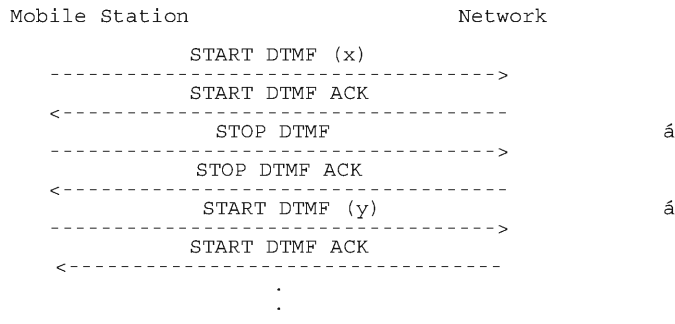 Mobile Station Network
START DTMF (x)
----------------------------------->
START DTMF ACK
<-----------------------------------
STOP DTMF á
----------------------------------->
STOP DTMF ACK
<-----------------------------------
START DTMF (y) á
----------------------------------->
START DTMF ACK
<----------------------------------
.
.